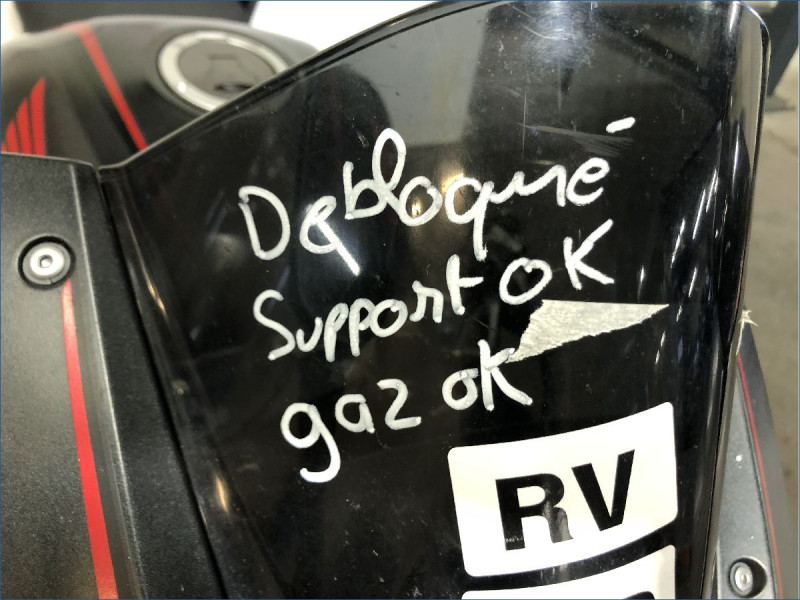 Debloqué
Support OK
gaz OK
RV